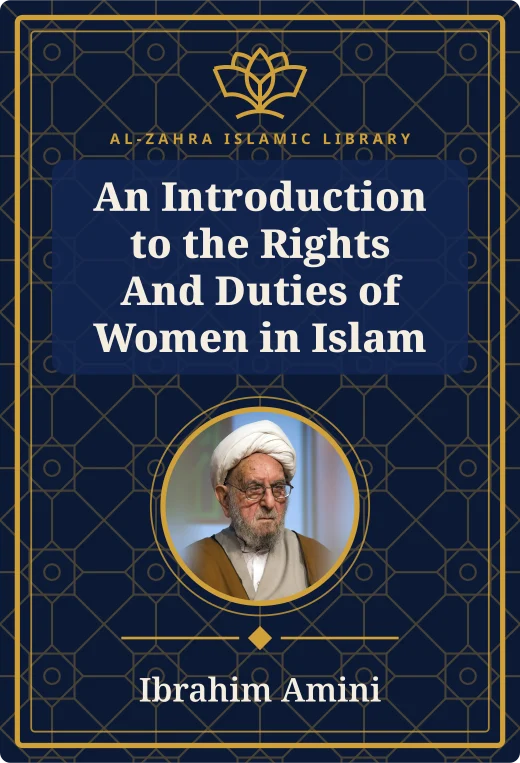 AL-ZAHRA ISLAMIC LIBRARY
An Introduction
to the Rights
And Duties of
Women in Islam
Ibrahim Amini